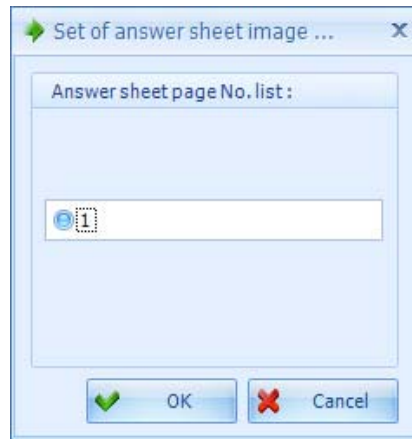 Set of answer sheet image ...
Answer sheet page No. list :
1
OK
Cancel